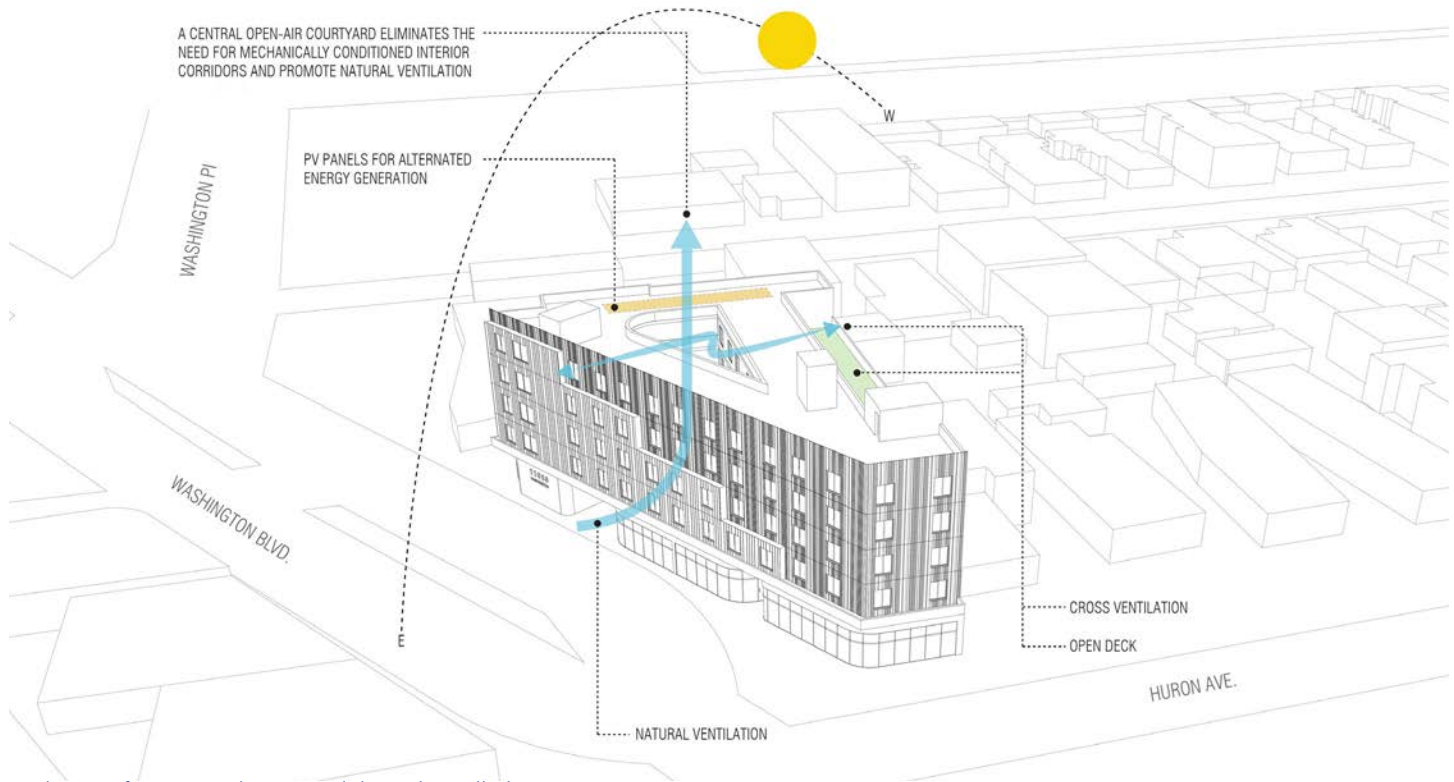 A CENTRAL OPEN-AIR COURTYARD ELIMINATES THE
NEED FOR MECHANICALLY CONDITIONED INTERIOR
CORRIDORS AND PROMOTE NATURAL VENTILATION
W
PV PANELS FOR ALTERNATED
ENERGY GENERATION
WASHINGTON Pl
WASHINGTON BLVD.
E
CROSS VENTILATION
OPEN DECK
HURON AVE.
NATURAL VENTILATION